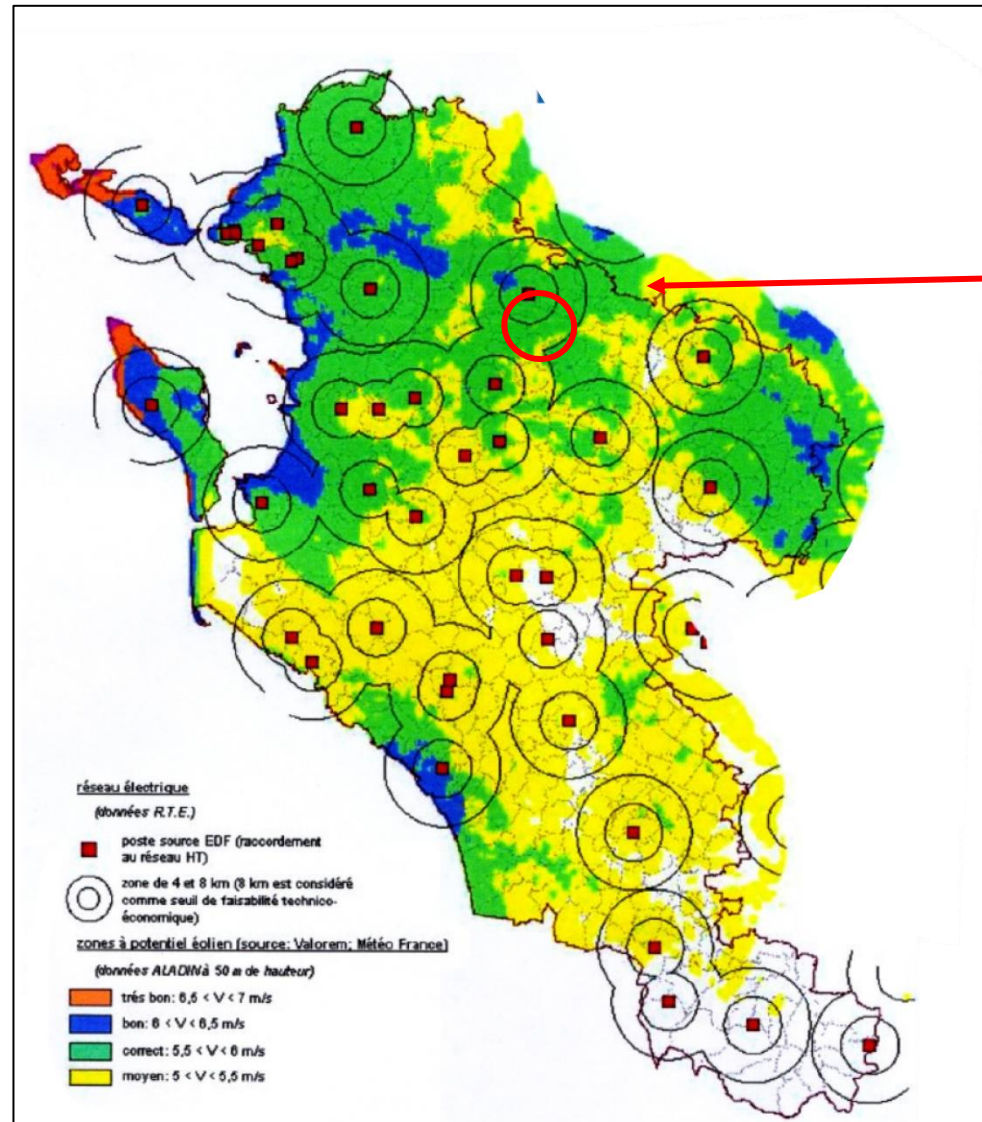 réseau électrique
(données R.T.E.)
poste source EDF (raccordement
au réseau HT)
zone de 4 et 8 km (8 km est considéré
comme seuil de faisabilité technico-
économique)
zones à potentiel éolien (source: Valorem; Météo France)
(données ALADIN à 50 m de hauteur)
trés bon: 6,5 < V < 7 m/s
bon: 6 < V < 6,5 m/s
correct: 5,5 < V < 6 m/s
moyen: 5 < V < 5,5 m/s